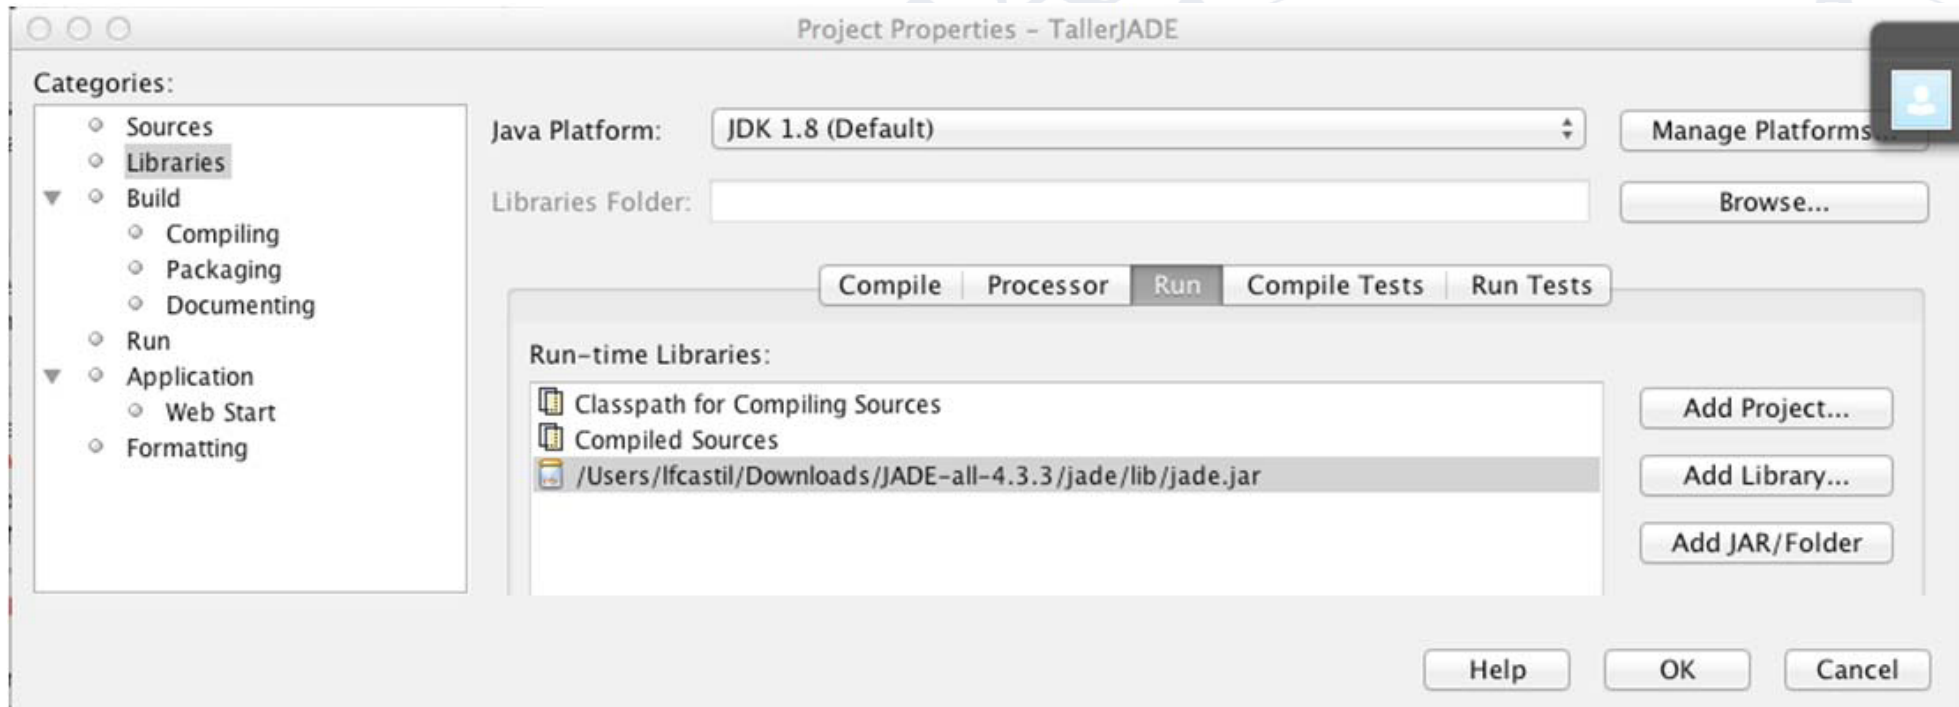 Project Properties – TallerJADE
Categories:
Sources
Libraries
Build
Compiling
Packaging
Documenting
Run
Application
Web Start
Formatting
Java Platform:
JDK 1.8 (Default)
Manage Platforms...
Libraries Folder:
Browse...
Compile
Processor
Run
Compile Tests
Run Tests
Run-time Libraries:
Classpath for Compiling Sources
Compiled Sources
/Users/lfcastil/Downloads/JADE-all-4.3.3/jade/lib/jade.jar
Add Project...
Add Library...
Add JAR/Folder
Help
OK
Cancel